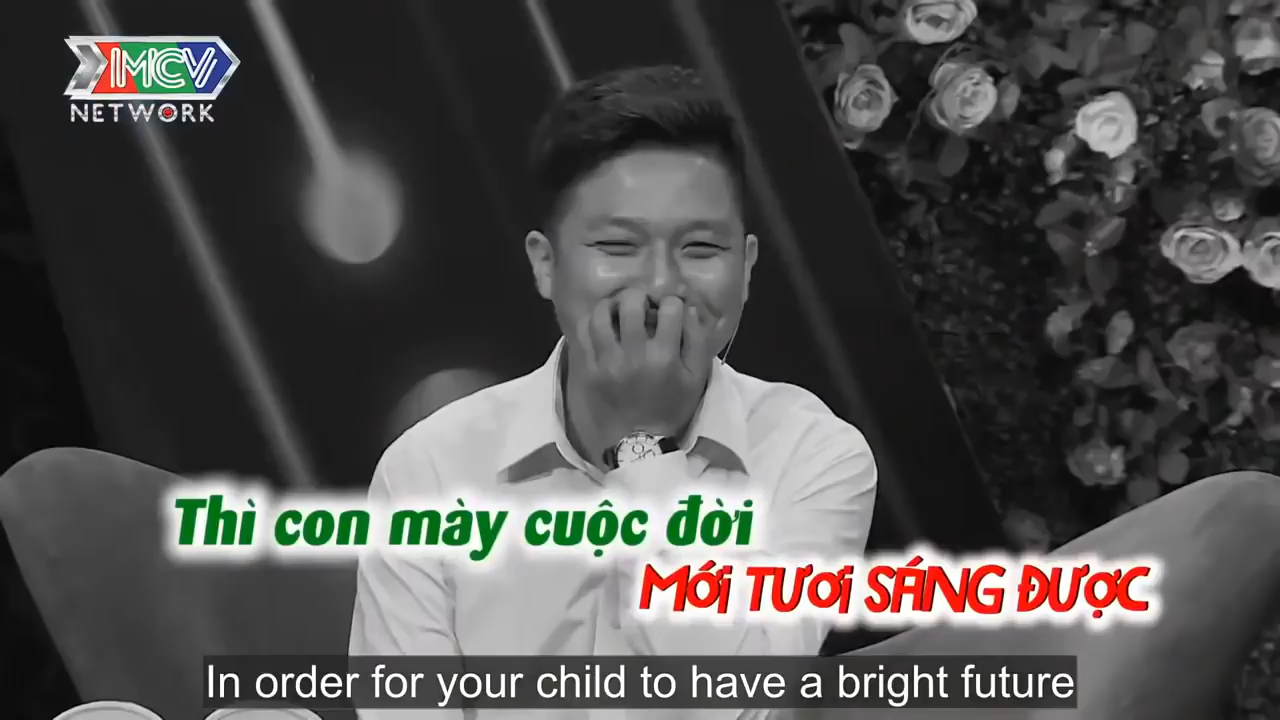 MCV
NETWORK
Thì con mày cuộc đời
MỚI TƯƠI SÁNG ĐƯỢC
In order for your child to have a bright future